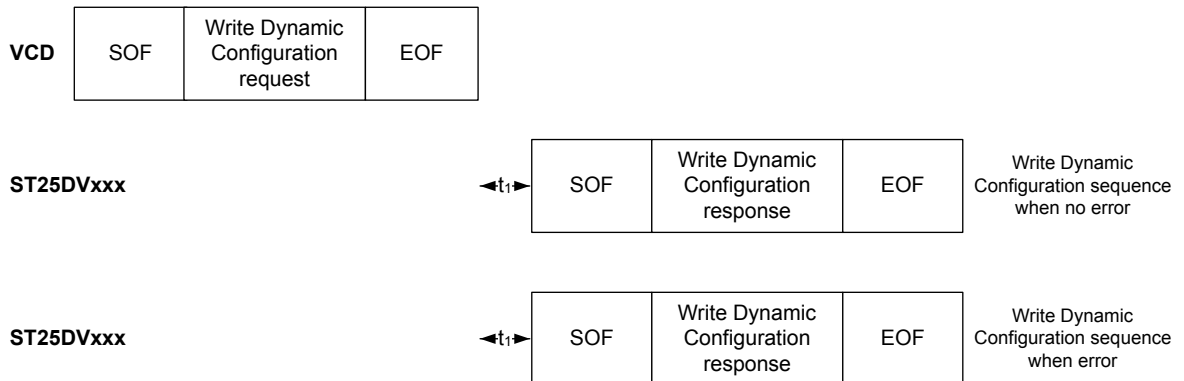 VCD
SOF
Write Dynamic
Configuration
request
EOF
ST25DVxxx
t1
SOF
Write Dynamic
Configuration
response
EOF
Write Dynamic
Configuration sequence
when no error
ST25DVxxx
t1
SOF
Write Dynamic
Configuration
response
EOF
Write Dynamic
Configuration sequence
when error